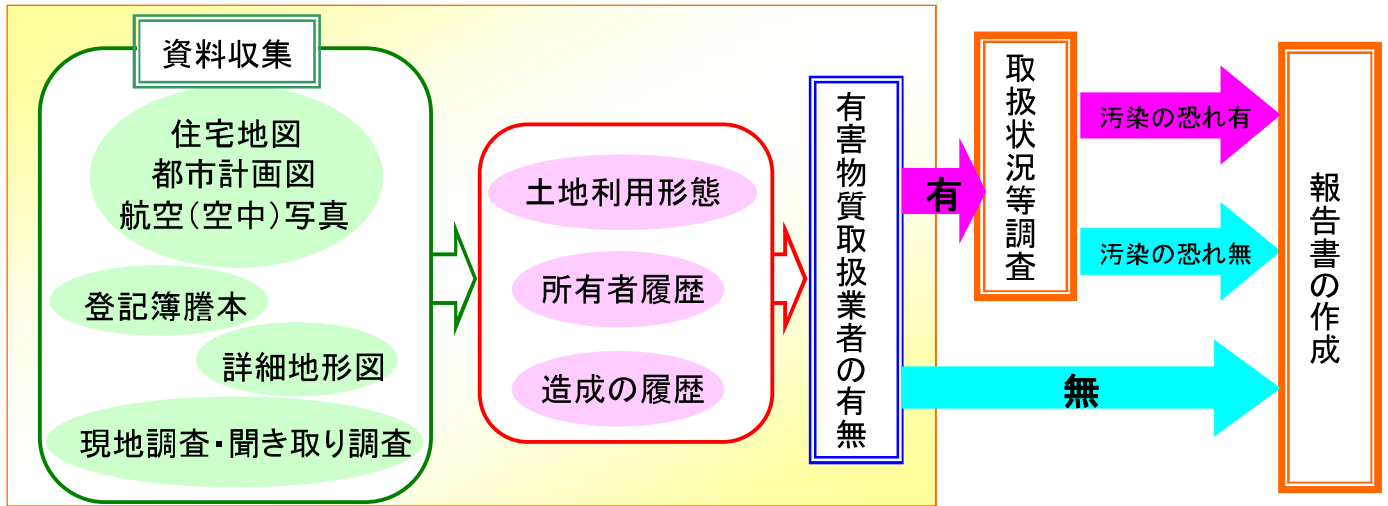 資料収集
住宅地図
都市計画図
航空(空中)写真
登記簿謄本
詳細地形図
現地調査・聞き取り調査
土地利用形態
所有者履歴
造成の履歴
有害物質取扱業者の有無
有
無
取扱状況等調査
汚染の恐れ有
汚染の恐れ無
報告書の作成